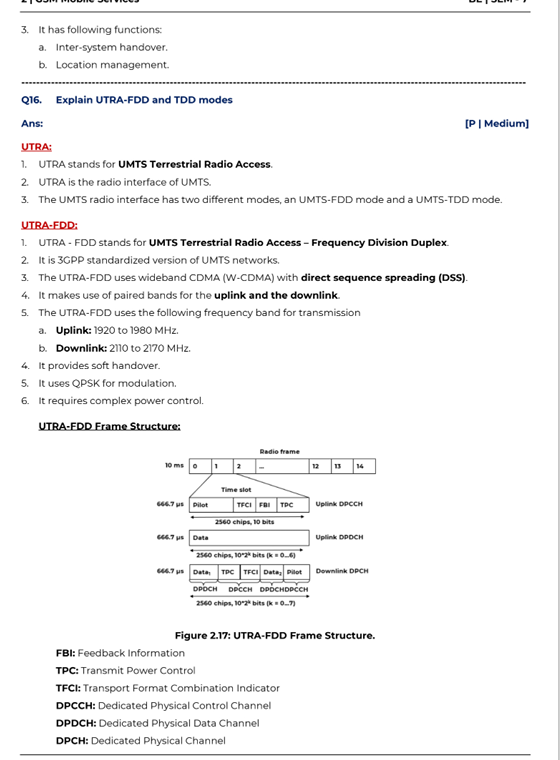 2 | GSM Mobile Services BE | SEM - 7
3. It has following functions:
a. Inter-system handover.
b. Location management.
Q16. Explain UTRA-FDD and TDD modes
Ans: [P | Medium]
UTRA:
1. UTRA stands for UMTS Terrestrial Radio Access.
2. UTRA is the radio interface of UMTS.
3. The UMTS radio interface has two different modes, an UMTS-FDD mode and a UMTS-TDD mode.
UTRA-FDD:
1. UTRA - FDD stands for UMTS Terrestrial Radio Access – Frequency Division Duplex.
2. It is 3GPP standardized version of UMTS networks.
3. The UTRA-FDD uses wideband CDMA (W-CDMA) with direct sequence spreading (DSS).
4. It makes use of paired bands for the uplink and the downlink.
5. The UTRA-FDD uses the following frequency band for transmission
a. Uplink: 1920 to 1980 MHz.
b. Downlink: 2110 to 2170 MHz.
4. It provides soft handover.
5. It uses QPSK for modulation.
6. It requires complex power control.
UTRA-FDD Frame Structure:
Radio frame
10 ms 0 1 2 ... 12 13 14
Time slot
666.7 µs Pilot TFCI FBI TPC Uplink DPCCH
2560 chips, 10 bits
666.7 µs Data Uplink DPDCH
2560 chips, 10*2ᵏ bits (k = 0...6)
666.7 µs Data₁ TPC TFCI Data₂ Pilot Downlink DPCH
DPDCH DPCCH DPDCHDPCCH
2560 chips, 10*2ᵏ bits (k = 0...7)
Figure 2.17: UTRA-FDD Frame Structure.
FBI: Feedback Information
TPC: Transmit Power Control
TFCI: Transport Format Combination Indicator
DPCCH: Dedicated Physical Control Channel
DPDCH: Dedicated Physical Data Channel
DPCH: Dedicated Physical Channel